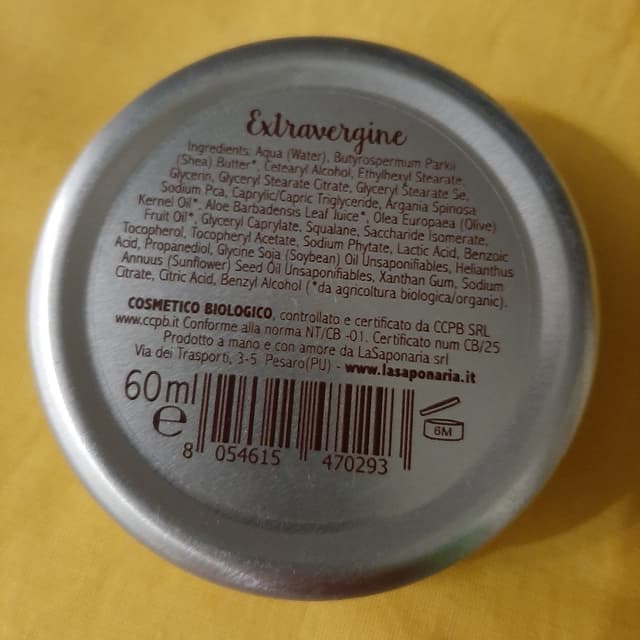 Extravergine
Ingredients: Aqua (Water), Butyrospermum Parkii
(Shea) Butter*, Cetearyl Alcohol, Ethylhexyl Stearate,
Glycerin, Glyceryl Stearate Citrate, Glyceryl Stearate Se,
Sodium Pca, Caprylic/Capric Triglyceride, Argania Spinosa
Kernel Oil*, Aloe Barbadensis Leaf Juice*, Olea Europaea (Olive)
Fruit Oil*, Glyceryl Caprylate, Squalane, Saccharide Isomerate,
Tocopherol, Tocopheryl Acetate, Sodium Phytate, Lactic Acid, Benzoic
Acid, Propanediol, Glycine Soja (Soybean) Oil Unsaponifiables, Helianthus
Annuus (Sunflower) Seed Oil Unsaponifiables, Xanthan Gum, Sodium
Citrate, Citric Acid, Benzyl Alcohol (*da agricoltura biologica/organic).
COSMETICO BIOLOGICO, controllato e certificato da CCPB SRL
www.ccpb.it Conforme alla norma NT/CB -01. Certificato num CB/25
Prodotto a mano e con amore da LaSaponaria srl
Via dei Trasporti, 3-5 Pesaro(PU) - www.lasaponaria.it
60ml
e
6M
8 054615 470293